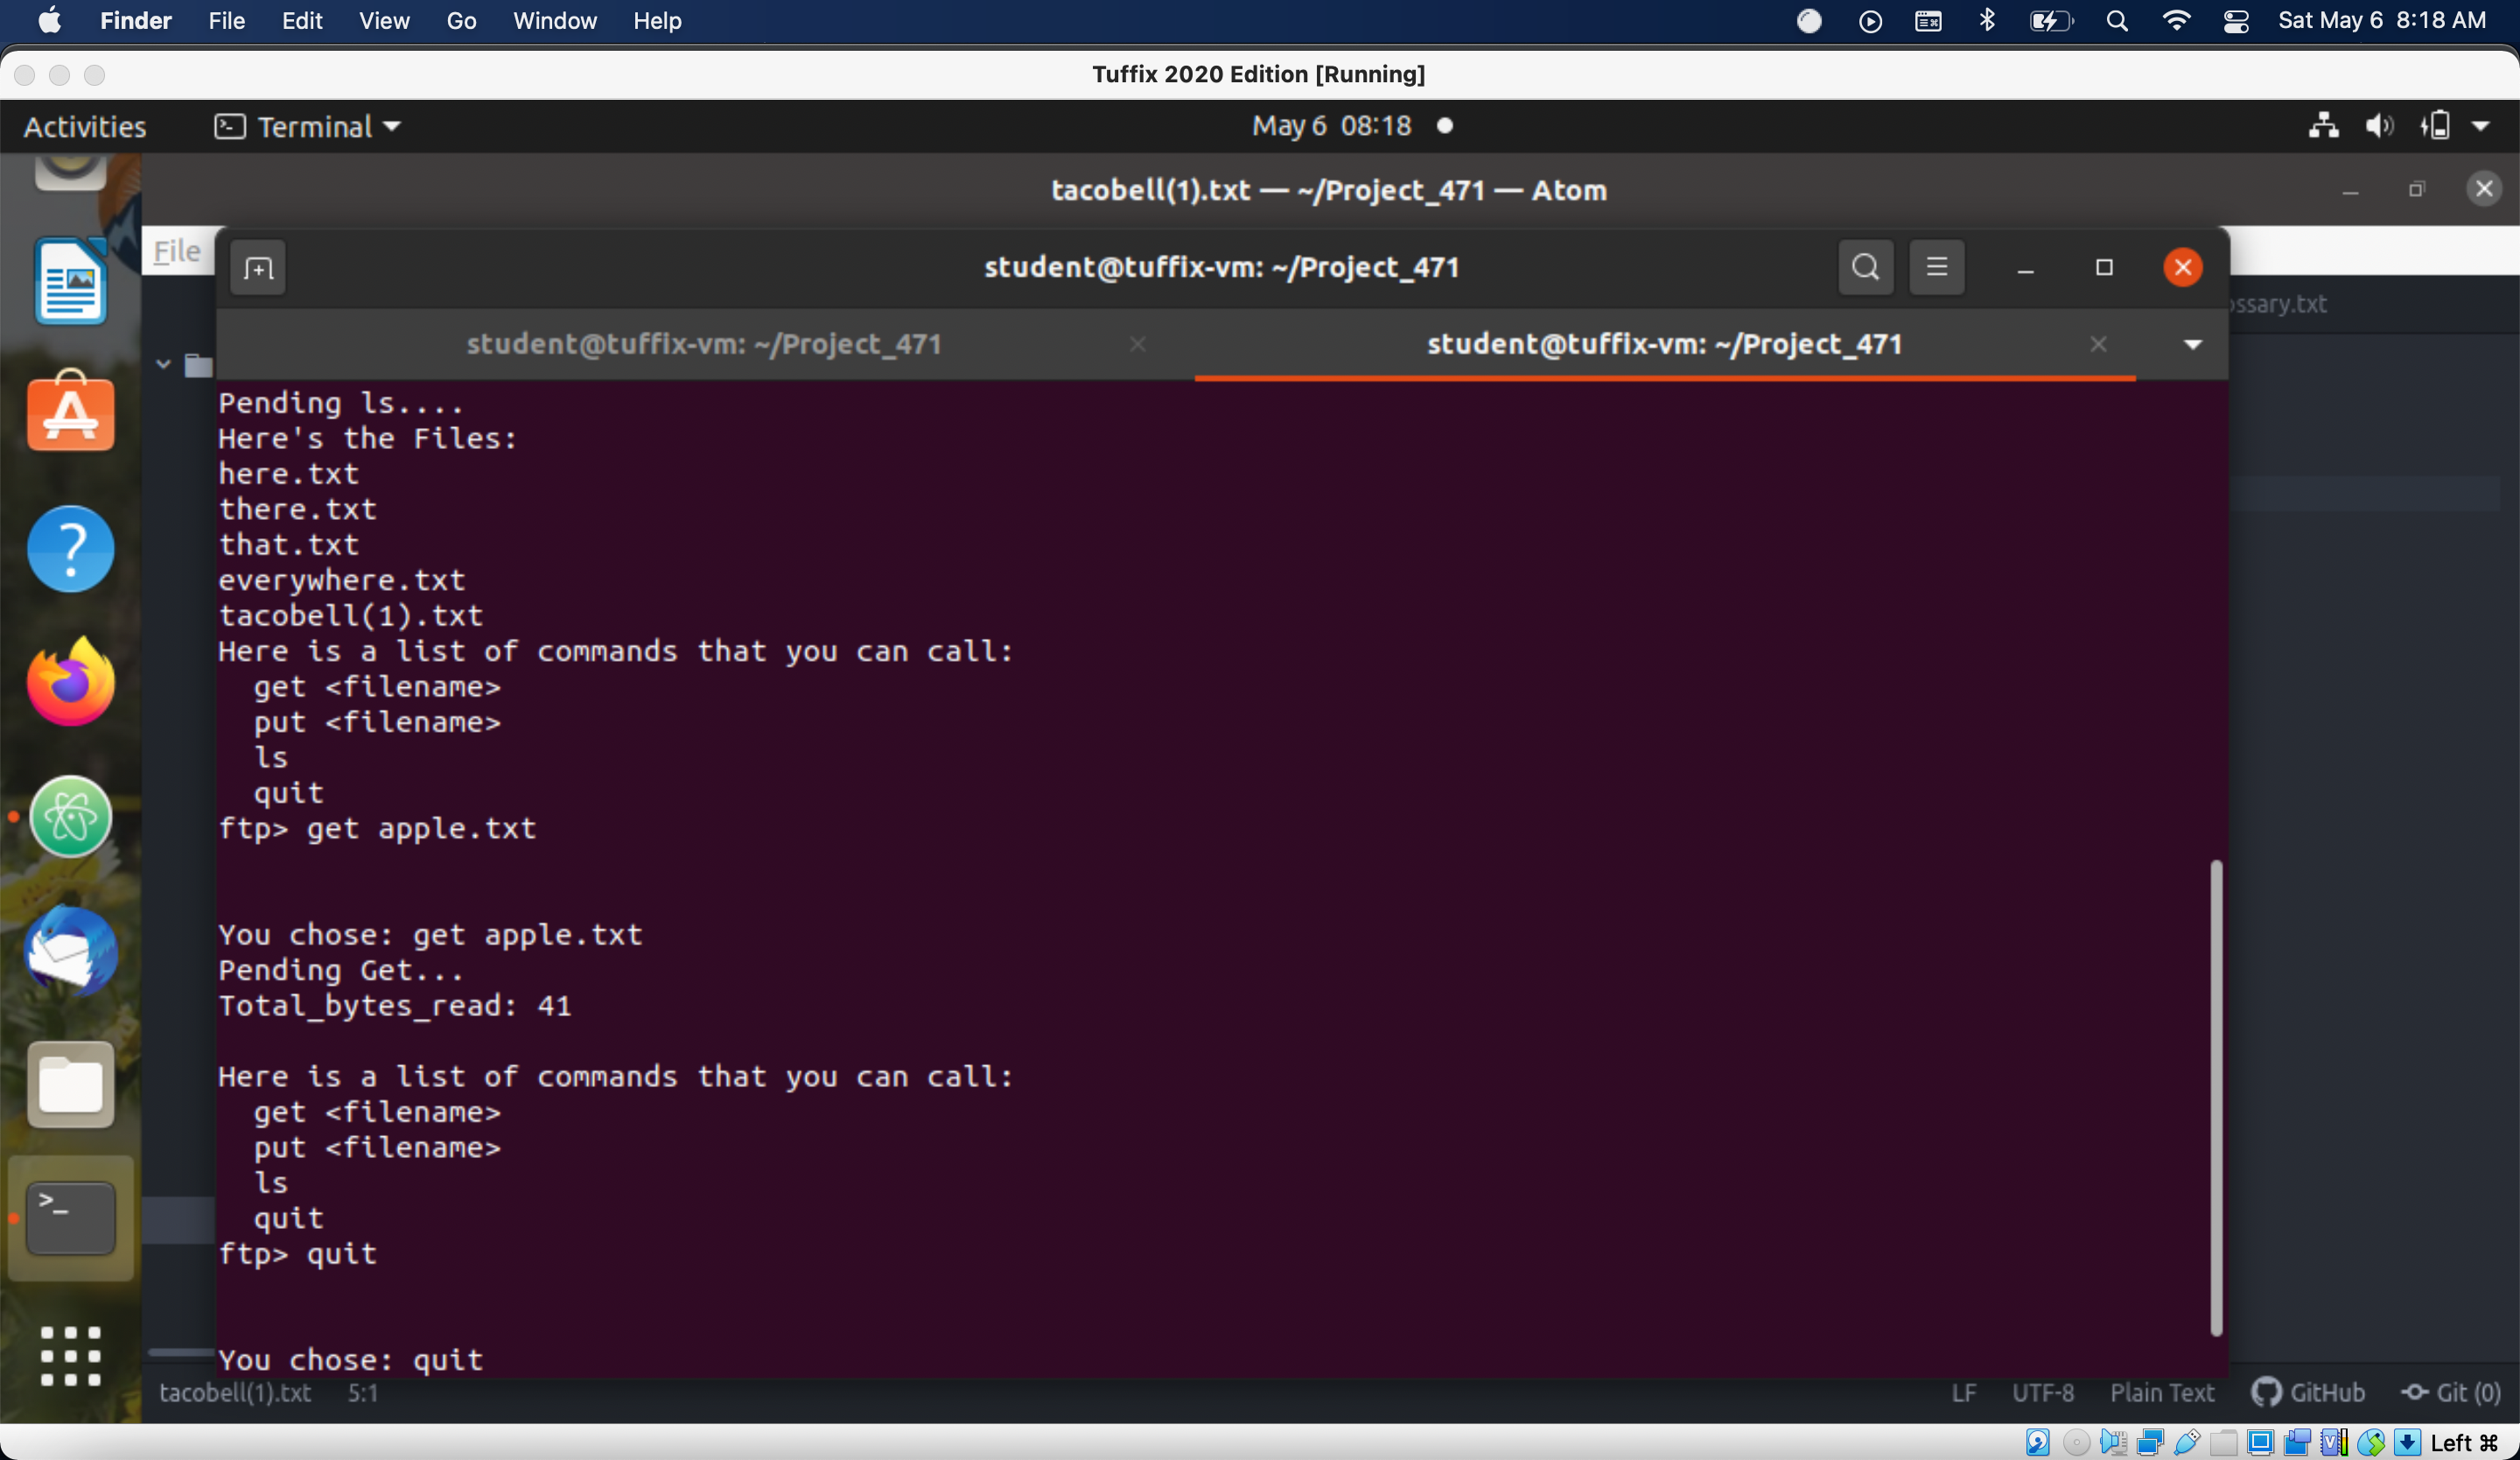 Finder File Edit View Go Window Help Sat May 6 8:18 AM
Tuffix 2020 Edition [Running]
Activities Terminal May 6 08:18
tacobell(1).txt — ~/Project_471 — Atom
File
student@tuffix-vm: ~/Project_471
ossary.txt
student@tuffix-vm: ~/Project_471 student@tuffix-vm: ~/Project_471
Pending ls....
Here's the Files:
here.txt
there.txt
that.txt
everywhere.txt
tacobell(1).txt
Here is a list of commands that you can call:
get <filename>
put <filename>
ls
quit
ftp> get apple.txt
You chose: get apple.txt
Pending Get...
Total_bytes_read: 41
Here is a list of commands that you can call:
get <filename>
put <filename>
ls
quit
ftp> quit
You chose: quit
tacobell(1).txt 5:1 LF UTF-8 Plain Text GitHub Git (0)
Left ⌘